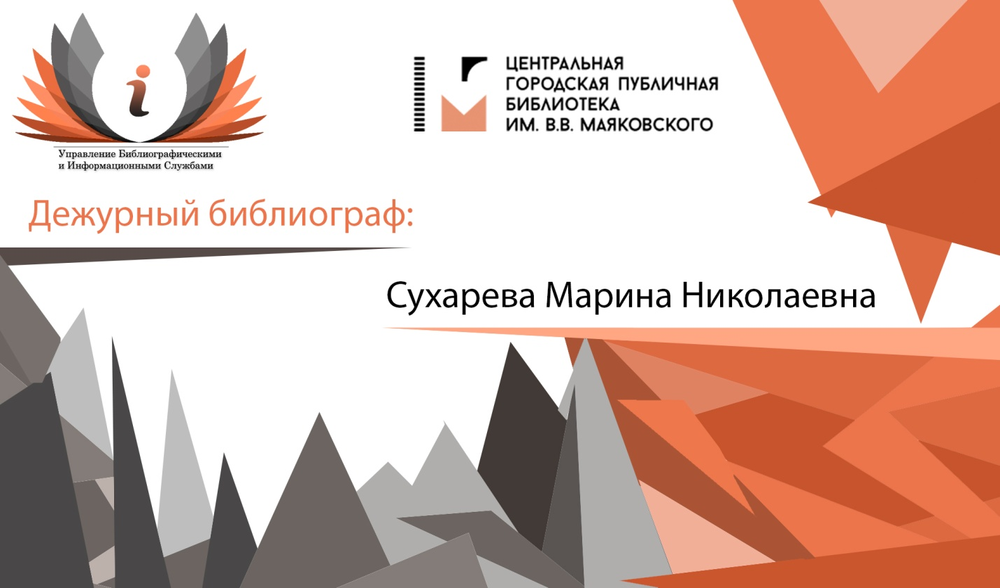 Управление Библиографическими
и Информационными Службами
ЦЕНТРАЛЬНАЯ
ГОРОДСКАЯ ПУБЛИЧНАЯ
БИБЛИОТЕКА
ИМ. В.В. МАЯКОВСКОГО
Дежурный библиограф:
Сухарева Марина Николаевна